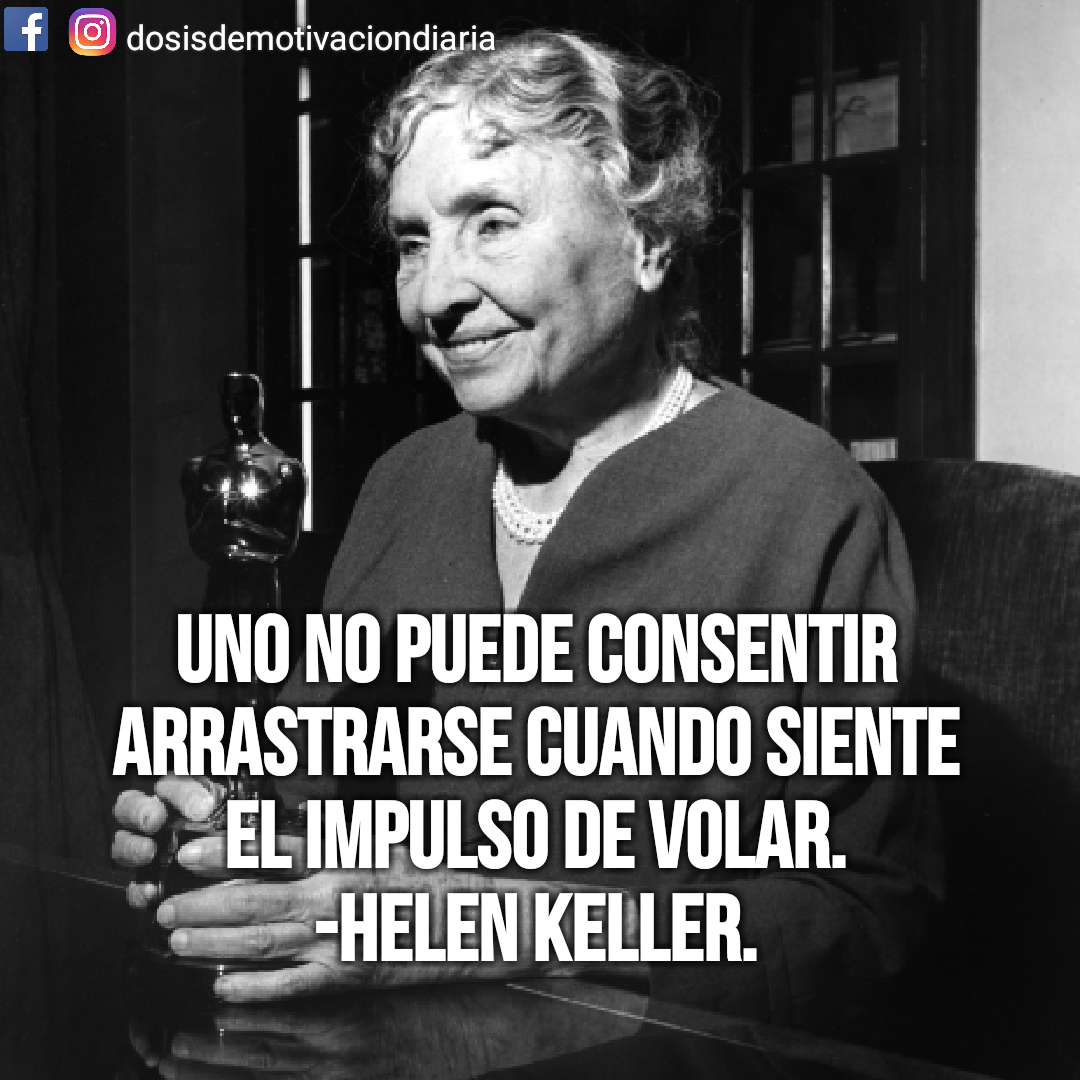 dosisdemotivaciondiaria
UNO NO PUEDE CONSENTIR
ARRASTRARSE CUANDO SIENTE
EL IMPULSO DE VOLAR.
-HELEN KELLER.